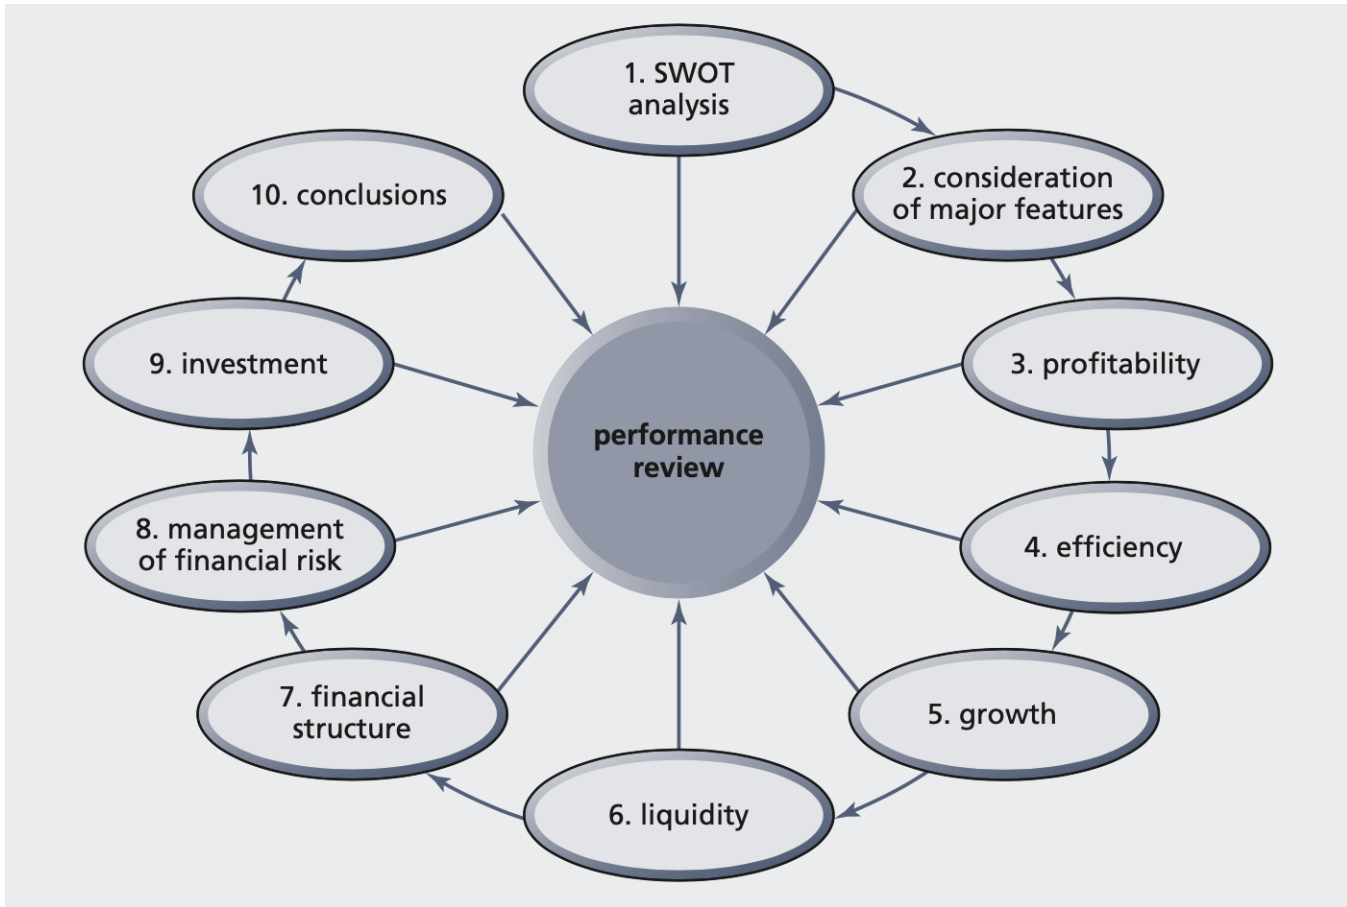 1. SWOT
analysis
2. consideration
of major features
3. profitability
4. efficiency
5. growth
6. liquidity
7. financial
structure
8. management
of financial risk
9. investment
10. conclusions
performance
review